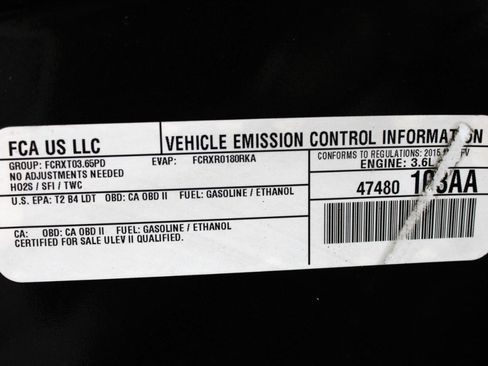 FCA US LLC
VEHICLE EMISSION CONTROL INFORMATION
GROUP: FCRXT03.65PD EVAP: FCRXR0180RKA
NO ADJUSTMENTS NEEDED
HO2S / SFI / TWC
U.S. EPA: T2 B4 LDT OBD: CA OBD II FUEL: GASOLINE / ETHANOL
CA: OBD: CA OBD II FUEL: GASOLINE / ETHANOL
CERTIFIED FOR SALE ULEV II QUALIFIED.
CONFORMS TO REGULATIONS: 2015
ENGINE: 3.6L
47480